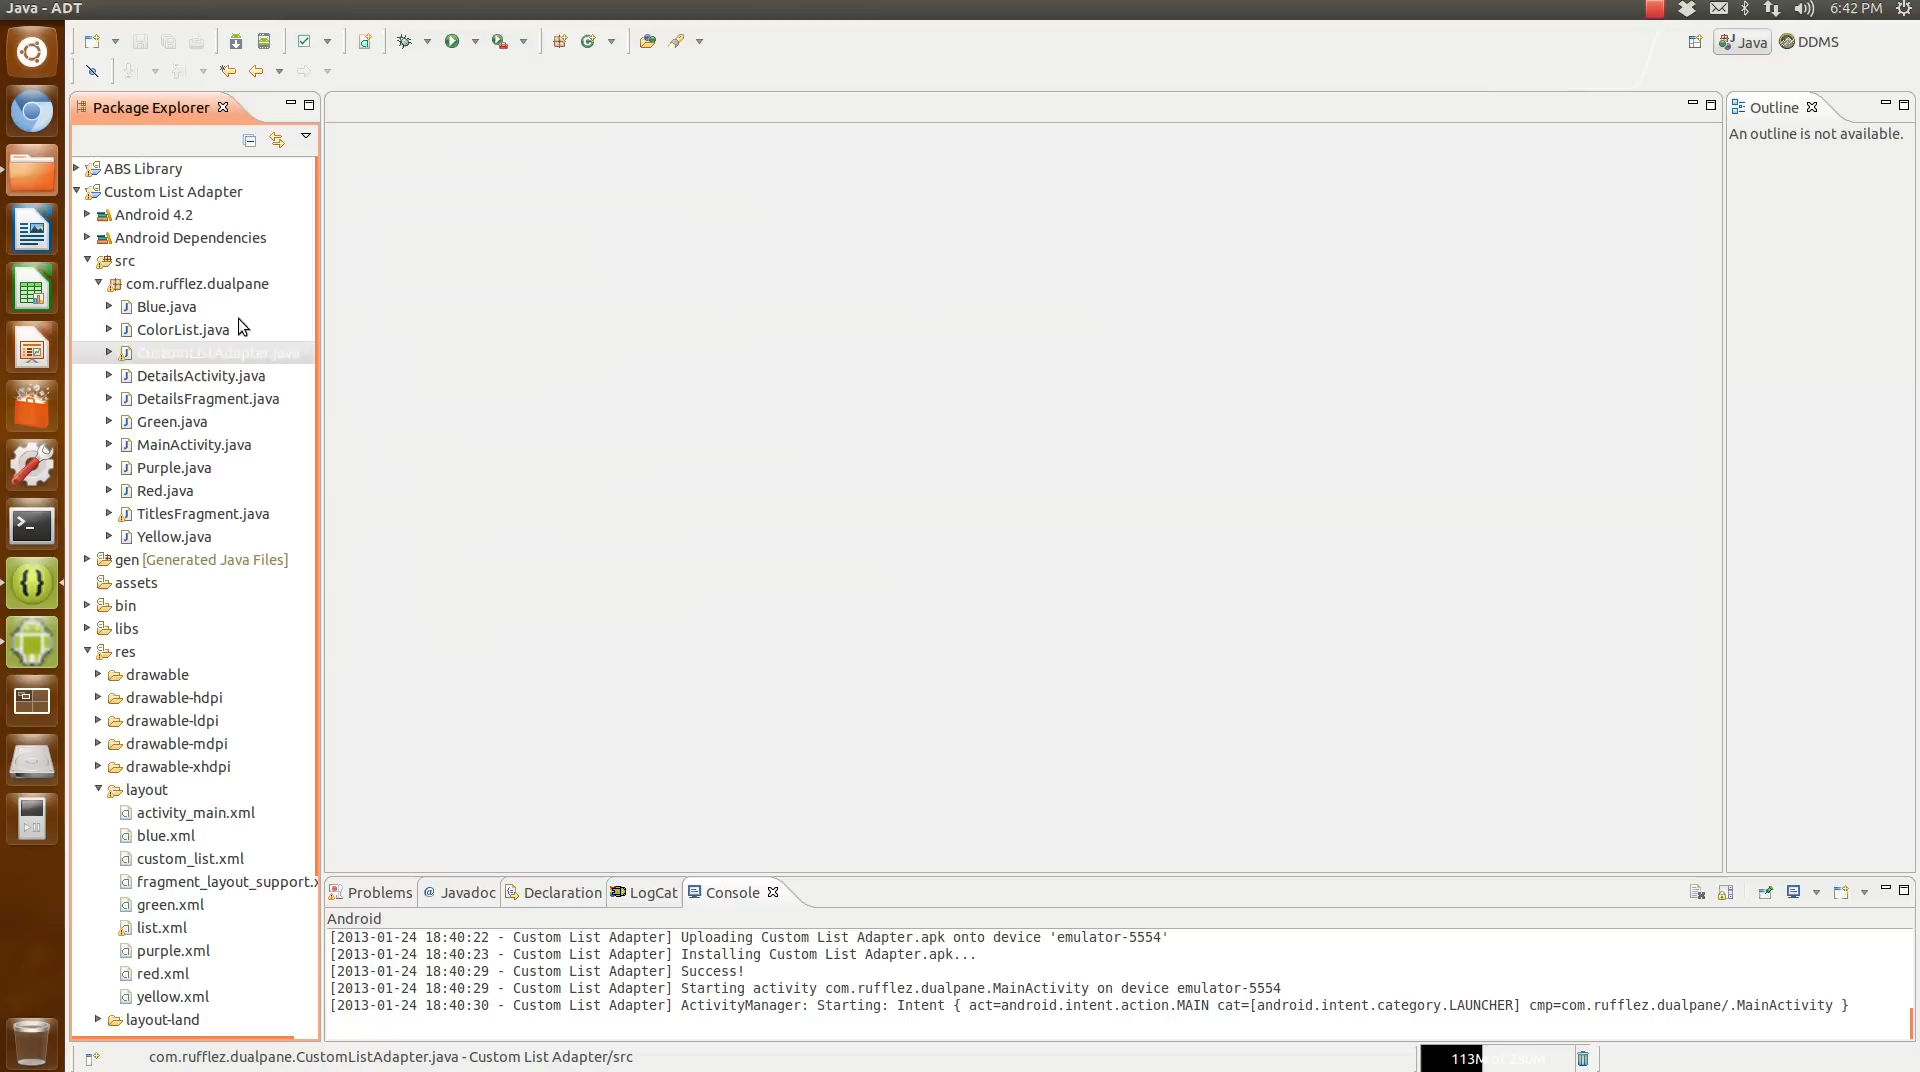 Java - ADT
6:42 PM
Java
DDMS
Package Explorer
Outline
An outline is not available.
ABS Library
Custom List Adapter
Android 4.2
Android Dependencies
src
com.rufflez.dualpane
Blue.java
ColorList.java
CustomListAdapter.java
DetailsActivity.java
DetailsFragment.java
Green.java
MainActivity.java
Purple.java
Red.java
TitlesFragment.java
Yellow.java
gen [Generated Java Files]
assets
bin
libs
res
drawable
drawable-hdpi
drawable-ldpi
drawable-mdpi
drawable-xhdpi
layout
activity_main.xml
blue.xml
custom_list.xml
fragment_layout_support.x
green.xml
list.xml
purple.xml
red.xml
yellow.xml
layout-land
Problems
@ Javadoc
Declaration
LogCat
Console
Android
[2013-01-24 18:40:22 - Custom List Adapter] Uploading Custom List Adapter.apk onto device 'emulator-5554'
[2013-01-24 18:40:23 - Custom List Adapter] Installing Custom List Adapter.apk...
[2013-01-24 18:40:29 - Custom List Adapter] Success!
[2013-01-24 18:40:29 - Custom List Adapter] Starting activity com.rufflez.dualpane.MainActivity on device emulator-5554
[2013-01-24 18:40:30 - Custom List Adapter] ActivityManager: Starting: Intent { act=android.intent.action.MAIN cat=[android.intent.category.LAUNCHER] cmp=com.rufflez.dualpane/.MainActivity }
com.rufflez.dualpane.CustomListAdapter.java - Custom List Adapter/src
113M of 280M